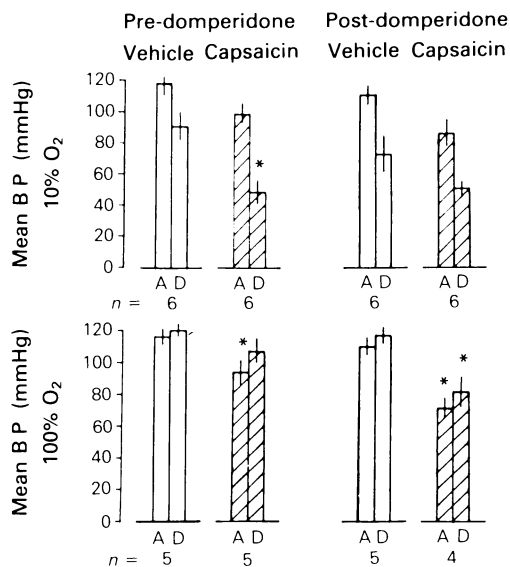 Pre-domperidone Post-domperidone
Vehicle Capsaicin Vehicle Capsaicin
Mean B P (mmHg)
10% O₂
120
100
80
60
40
20
0
*
A D A D A D A D
n = 6 6 6 6
Mean B P (mmHg)
100% O₂
120
100
80
60
40
20
0
* * *
A D A D A D A D
n = 5 5 5 4